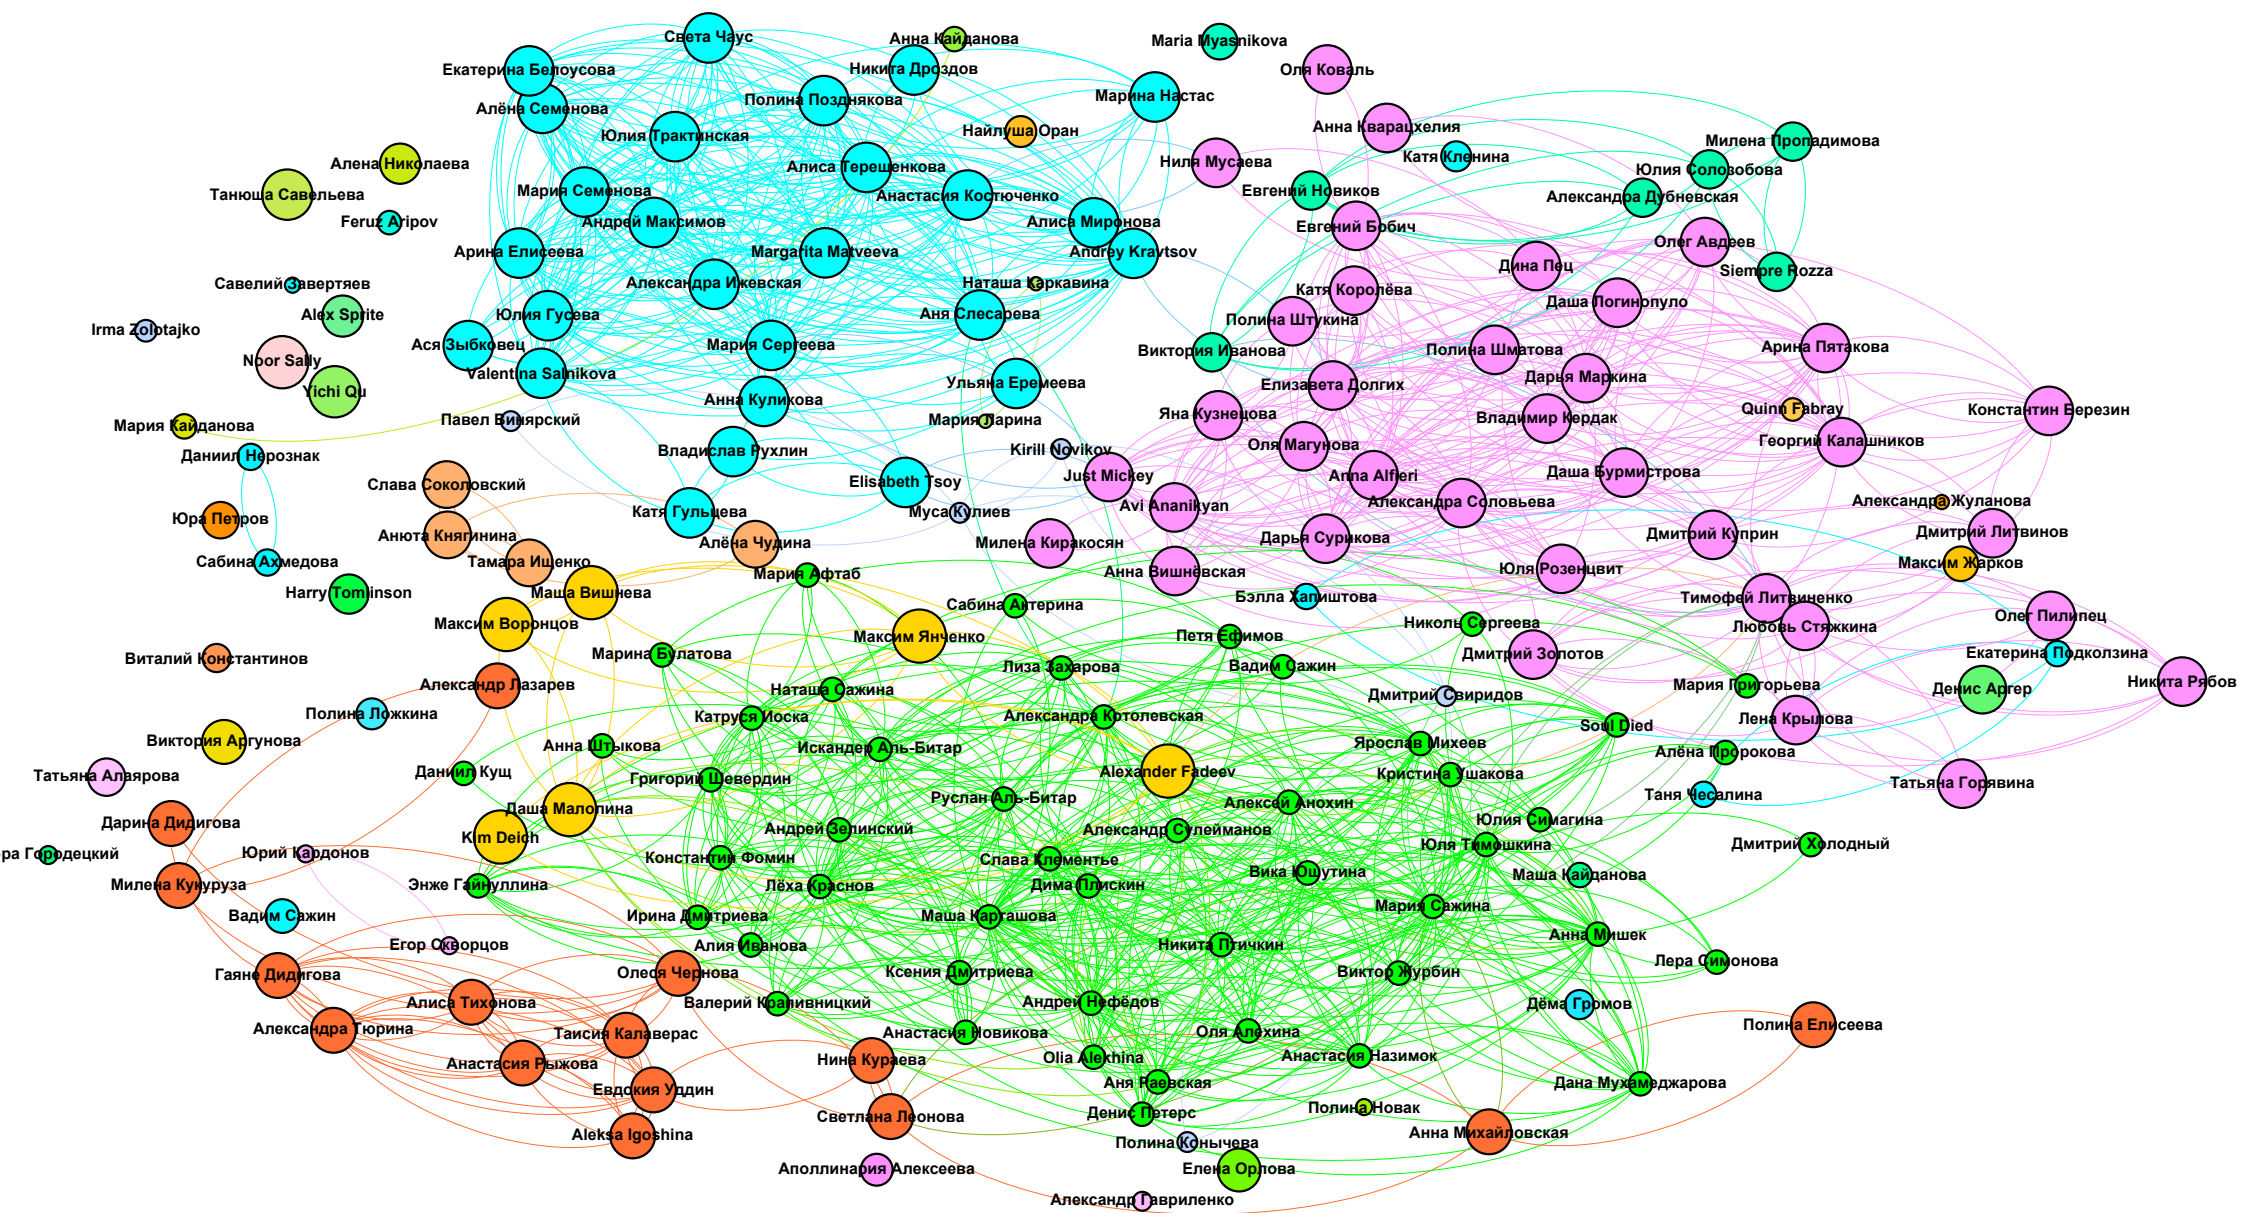 Света Чаус
Анна Кайданова
Maria Myasnikova
Екатерина Белоусова
Никита Дроздов
Оля Коваль
Алёна Семёнова
Полина Позднякова
Марина Настас
Юлия Трактинская
Найлуша Оран
Анна Кварацхелия
Милена Пропадимова
Алена Николаева
Алиса Терещенкова
Ниля Мусаева
Катя Кленина
Юлия Солозобова
Танюша Савельева
Мария Семенова
Анастасия Костюченко
Евгений Новиков
Александра Дубневская
Feruz Aripov
Андрей Максимов
Алиса Миронова
Евгений Бобич
Олег Авдеев
Арина Елисеева
Margarita Matveeva
Andrey Kravtsov
Дина Пец
Siempre Rozza
Савелий Завертяев
Александра Ижевская
Наташа Каркавина
Катя Королёва
Даша Логинопуло
Irma Zolotajko
Alex Sprite
Юлия Гусева
Аня Слесарева
Полина Штукина
Ася Зыбковец
Мария Сергеева
Виктория Иванова
Полина Шматова
Арина Пятакова
Noor Sally
Valentina Salnikova
Ульяна Еремеева
Елизавета Долгих
Дарья Маркина
Yichi Qu
Анна Куликова
Яна Кузнецова
Владимир Кердак
Quinn Fabray
Константин Березин
Мария Кайданова
Павел Бинярский
Мария Ларина
Георгий Калашников
Даниил Нерознак
Владислав Рухлин
Kirill Novikov
Оля Магунова
Слава Соколовский
Elisabeth Tsoy
Just Mickey
Anna Alfieri
Даша Бурмистрова
Юра Петров
Катя Гульцева
Муса Кулиев
Avi Ananikyan
Александра Соловьева
Александра Жуланова
Анюта Княгинина
Алёна Чудина
Милена Киракосян
Дарья Сурикова
Дмитрий Куприн
Дмитрий Литвинов
Сабина Ахмедова
Тамара Ищенко
Мария Афтаб
Анна Вишневская
Юля Розенцвит
Максим Жарков
Harry Tomlinson
Маша Вишнева
Сабина Актерина
Бэлла Хапиштова
Тимофей Литвиненко
Максим Воронцов
Максим Янченко
Петя Ефимов
Николь Сергеева
Любовь Стяжкина
Олег Пилипец
Виталий Константинов
Марина Булатова
Лиза Захарова
Вадим Сажин
Дмитрий Золотов
Екатерина Подколзина
Александр Лазарев
Наташа Сажина
Дмитрий Свиридов
Мария Григорьева
Денис Аргер
Никита Рябов
Полина Ложкина
Катруся Йоска
Александра Котолевская
Soul Died
Лена Крылова
Виктория Аргунова
Анна Штыкова
Искандер Аль-Битар
Ярослав Михеев
Алёна Пророкова
Татьяна Алаярова
Даниил Кущ
Григорий Шевердин
Alexander Fadeev
Кристина Ушакова
Татьяна Горявина
Дарина Дидигова
Даша Малолина
Руслан Аль-Битар
Алексей Анохин
Таня Чесалина
Kim Deich
Андрей Зелинский
Александр Сулейманов
Юлия Симагина
ра Городецкий
Юрий Кардонов
Константин Фомин
Слава Клементье
Юля Тимошкина
Дмитрий Холодный
Милена Кукуруза
Энже Гайнуллина
Лёха Краснов
Дима Плискин
Вика Юшутина
Маша Кайданова
Вадим Сажин
Ирина Дмитриева
Маша Карташова
Мария Сажина
Егор Скворцов
Алия Иванова
Никита Птичкин
Анна Мишек
Гаяне Дидигова
Олеся Чернова
Ксения Дмитриева
Виктор Журбин
Лера Симонова
Алиса Тихонова
Валерий Крапивницкий
Андрей Нефёдов
Дёма Громов
Александра Тюрина
Таисия Калаверас
Анастасия Новикова
Оля Алехина
Полина Елисеева
Анастасия Рыжова
Нина Кураева
Olia Alekhina
Анастасия Назимок
Евдокия Уддин
Аня Раевская
Дана Мухамеджарова
Светлана Леонова
Денис Петерс
Полина Новак
Aleksa Igoshina
Полина Конычева
Анна Михайловская
Аполлинария Алексеева
Елена Орлова
Александр Гавриленко